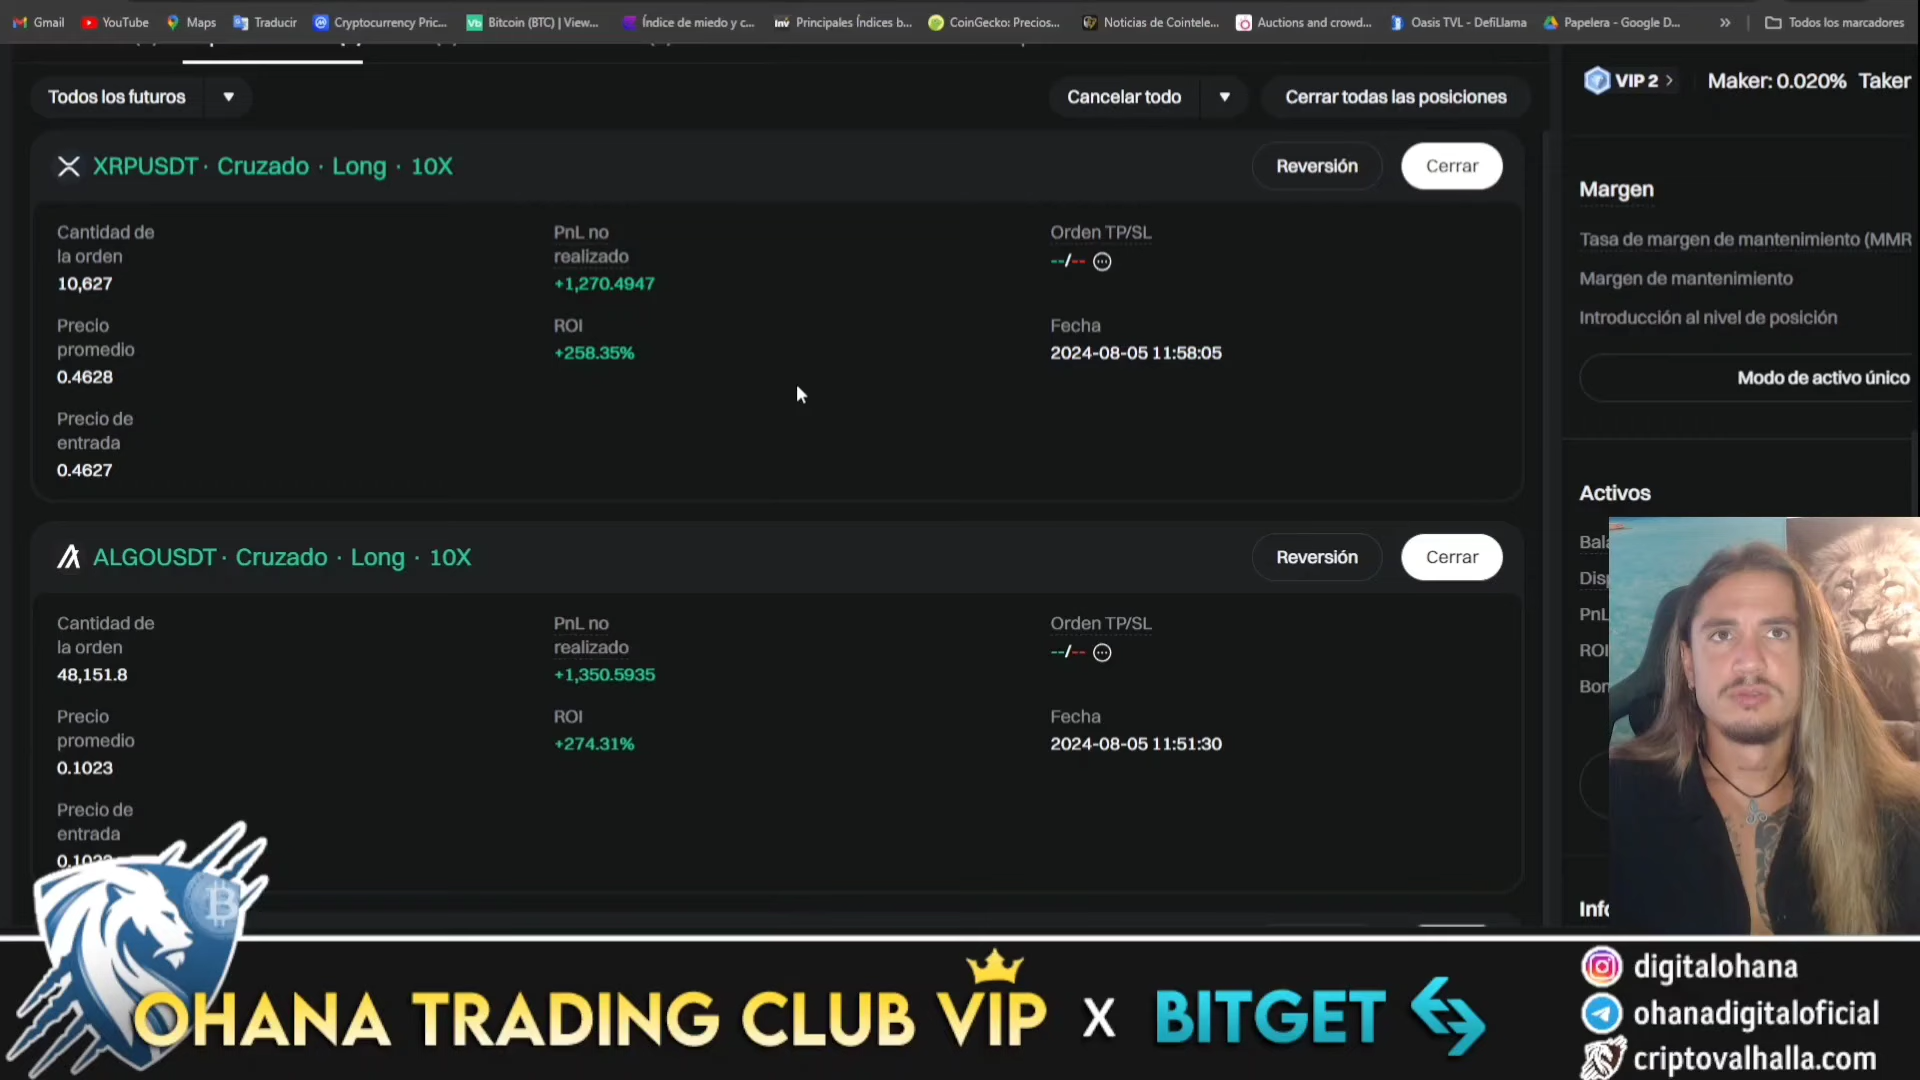 Gmail YouTube Maps Traducir Cryptocurrency Pric... Bitcoin (BTC) | View... Índice de miedo y c... Principales Índices b... CoinGecko: Precios... Noticias de Cointele... Auctions and crowd... Oasis TVL - DefiLlama Papelera - Google D... » Todos los marcadores
Todos los futuros
Cancelar todo
Cerrar todas las posiciones
VIP 2 >
Maker: 0.020% Taker
XRPUSDT · Cruzado · Long · 10X
Reversión
Cerrar
Cantidad de
la orden
10,627
PnL no
realizado
+1,270.4947
Orden TP/SL
--/--
Precio
promedio
0.4628
ROI
+258.35%
Fecha
2024-08-05 11:58:05
Precio de
entrada
0.4627
ALGOUSDT · Cruzado · Long · 10X
Reversión
Cerrar
Cantidad de
la orden
48,151.8
PnL no
realizado
+1,350.5935
Orden TP/SL
--/--
Precio
promedio
0.1023
ROI
+274.31%
Fecha
2024-08-05 11:51:30
Precio de
entrada
Margen
Tasa de margen de mantenimiento (MMR
Margen de mantenimiento
Introducción al nivel de posición
Modo de activo único
Activos
PnL
ROI
OHANA TRADING CLUB VIP X BITGET
digitalohana
ohanadigitaloficial
criptovalhalla.com